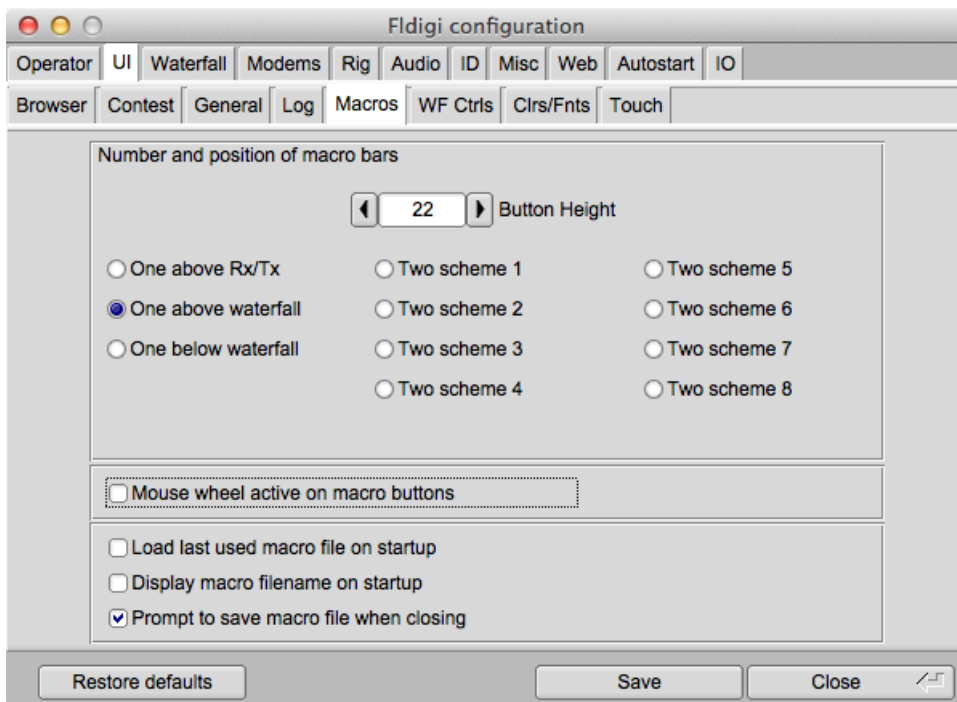 Fldigi configuration
Operator UI Waterfall Modems Rig Audio ID Misc Web Autostart IO
Browser Contest General Log Macros WF Ctrls Clrs/Fnts Touch
Number and position of macro bars
22 Button Height
One above Rx/Tx Two scheme 1 Two scheme 5
One above waterfall Two scheme 2 Two scheme 6
One below waterfall Two scheme 3 Two scheme 7
Two scheme 4 Two scheme 8
Mouse wheel active on macro buttons
Load last used macro file on startup
Display macro filename on startup
Prompt to save macro file when closing
Restore defaults Save Close